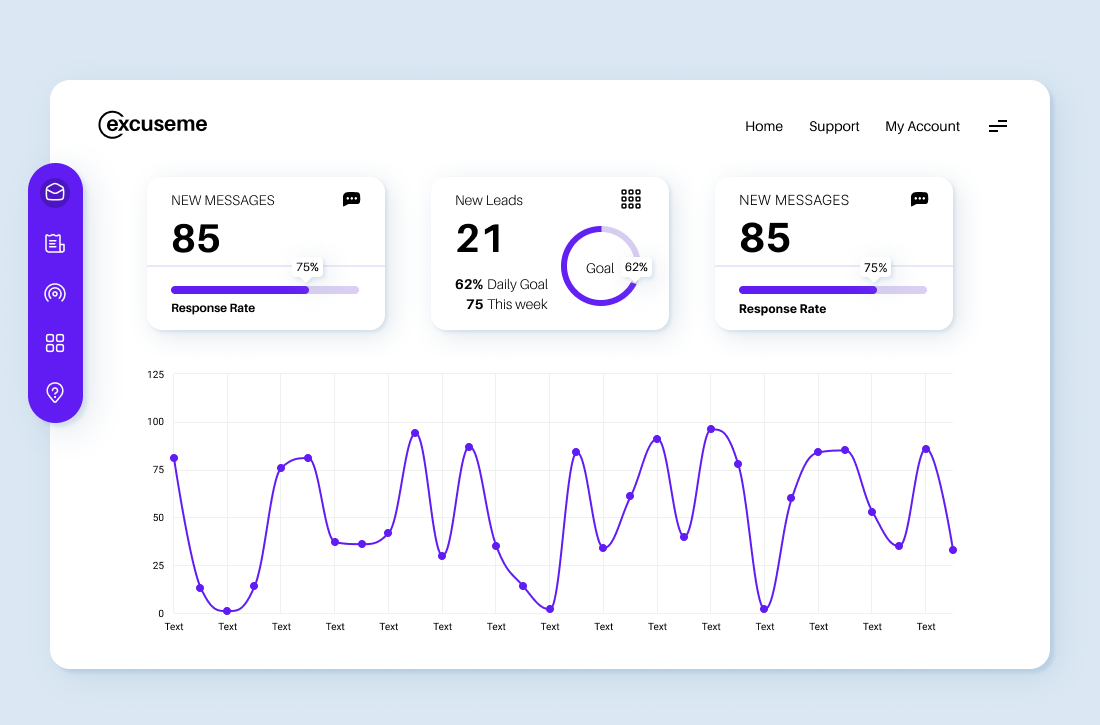 excuseme
Home Support My Account
NEW MESSAGES
85
75%
Response Rate
New Leads
21
62% Daily Goal
75 This week
Goal
62%
NEW MESSAGES
85
75%
Response Rate
125
100
75
50
25
0
Text Text Text Text Text Text Text Text Text Text Text Text Text Text Text